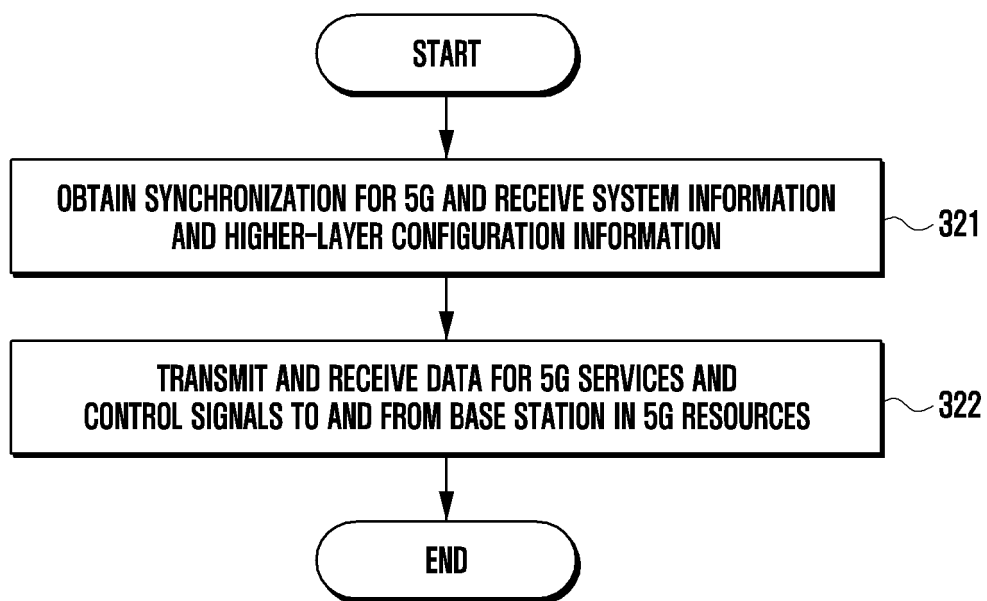 START
OBTAIN SYNCHRONIZATION FOR 5G AND RECEIVE SYSTEM INFORMATION
AND HIGHER-LAYER CONFIGURATION INFORMATION
321
TRANSMIT AND RECEIVE DATA FOR 5G SERVICES AND
CONTROL SIGNALS TO AND FROM BASE STATION IN 5G RESOURCES
322
END